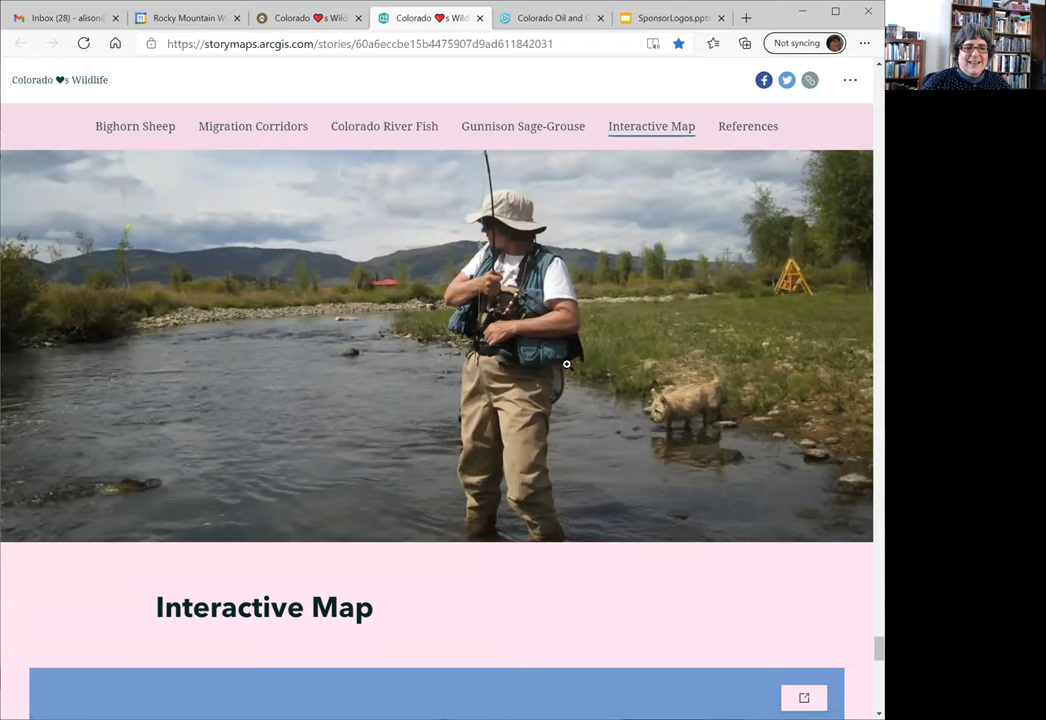 Inbox (28) - alison@
Rocky Mountain W
Colorado ❤️s Wild
Colorado ❤️s Wild
Colorado Oil and G
SponsorLogos.pptx
https://storymaps.arcgis.com/stories/60a6eccbe15b4475907d9ad611842031
Not syncing
Colorado ❤s Wildlife
Bighorn Sheep
Migration Corridors
Colorado River Fish
Gunnison Sage-Grouse
Interactive Map
References
Interactive Map